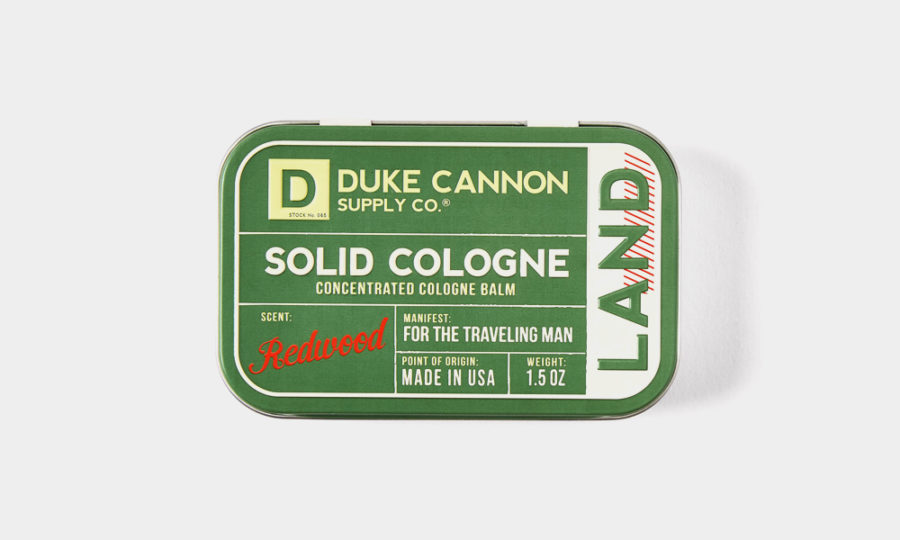 D
STOCK No. 065
DUKE CANNON
SUPPLY CO.®
SOLID COLOGNE
CONCENTRATED COLOGNE BALM
SCENT:
Redwood
MANIFEST:
FOR THE TRAVELING MAN
POINT OF ORIGIN:
MADE IN USA
WEIGHT:
1.5 OZ
LAND